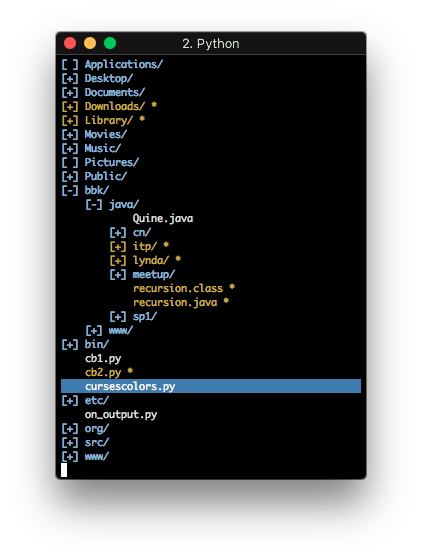 2. Python
[ ] Applications/
[+] Desktop/
[+] Documents/
[+] Downloads/ *
[+] Library/ *
[+] Movies/
[+] Music/
[ ] Pictures/
[+] Public/
[-] bbk/
[-] java/
Quine.java
[+] cn/
[+] itp/ *
[+] lynda/ *
[+] meetup/
recursion.class *
recursion.java *
[+] sp1/
[+] www/
[+] bin/
cb1.py
cb2.py *
cursescolors.py
[+] etc/
on_output.py
[+] org/
[+] src/
[+] www/